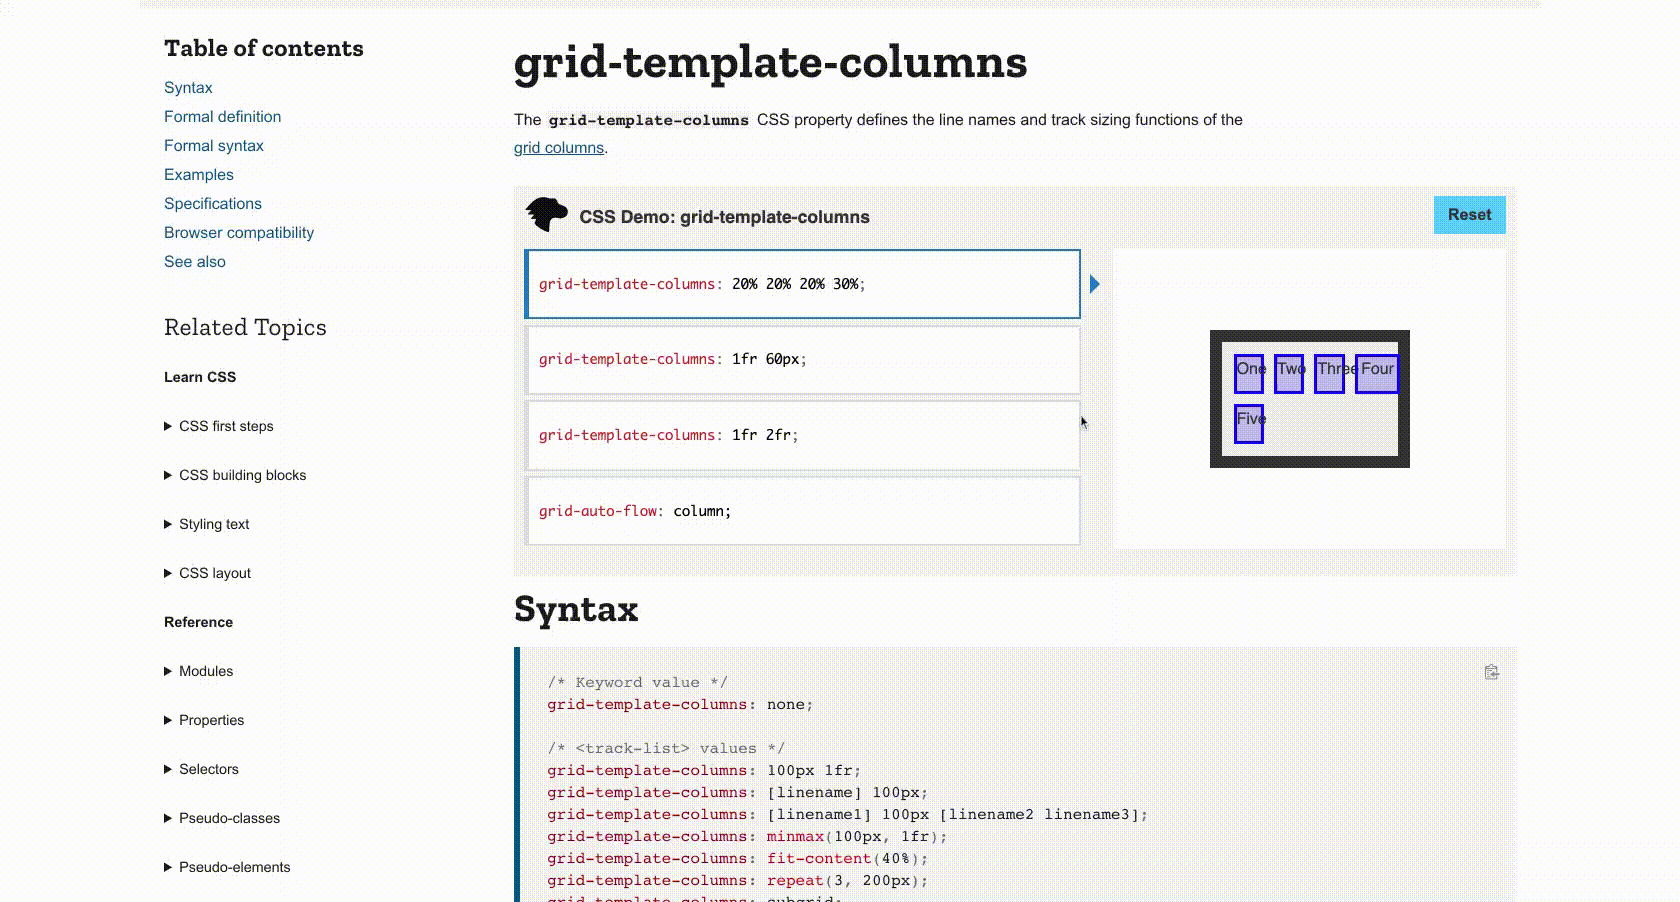 Table of contents
Syntax
Formal definition
Formal syntax
Examples
Specifications
Browser compatibility
See also
Related Topics
Learn CSS
CSS first steps
CSS building blocks
Styling text
CSS layout
Reference
Modules
Properties
Selectors
Pseudo-classes
Pseudo-elements
grid-template-columns
The grid-template-columns CSS property defines the line names and track sizing functions of the
grid columns.
CSS Demo: grid-template-columns
Reset
grid-template-columns: 20% 20% 20% 30%;
grid-template-columns: 1fr 60px;
grid-template-columns: 1fr 2fr;
grid-auto-flow: column;
One Two Three Four
Five
Syntax
/* Keyword value */
grid-template-columns: none;
/* <track-list> values */
grid-template-columns: 100px 1fr;
grid-template-columns: [linename] 100px;
grid-template-columns: [linename1] 100px [linename2 linename3];
grid-template-columns: minmax(100px, 1fr);
grid-template-columns: fit-content(40%);
grid-template-columns: repeat(3, 200px);
grid-template-columns: subgrid;